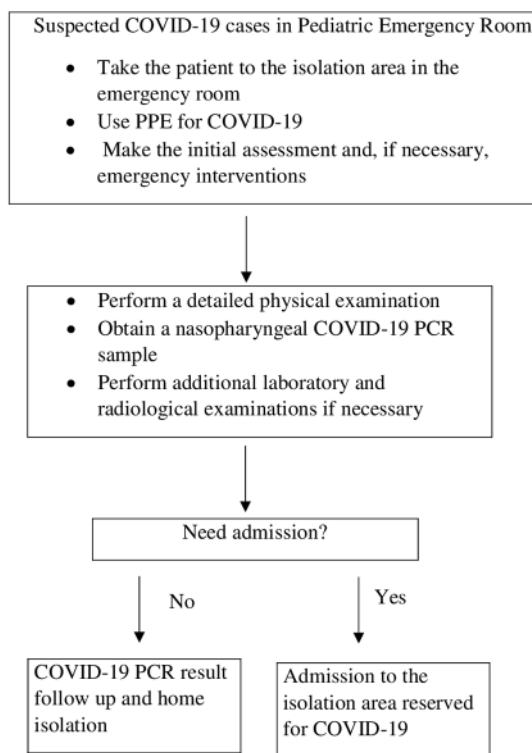 Suspected COVID-19 cases in Pediatric Emergency Room
• Take the patient to the isolation area in the
emergency room
• Use PPE for COVID-19
• Make the initial assessment and, if necessary,
emergency interventions
• Perform a detailed physical examination
• Obtain a nasopharyngeal COVID-19 PCR
sample
• Perform additional laboratory and
radiological examinations if necessary
Need admission?
No
Yes
COVID-19 PCR result
follow up and home
isolation
Admission to the
isolation area reserved
for COVID-19